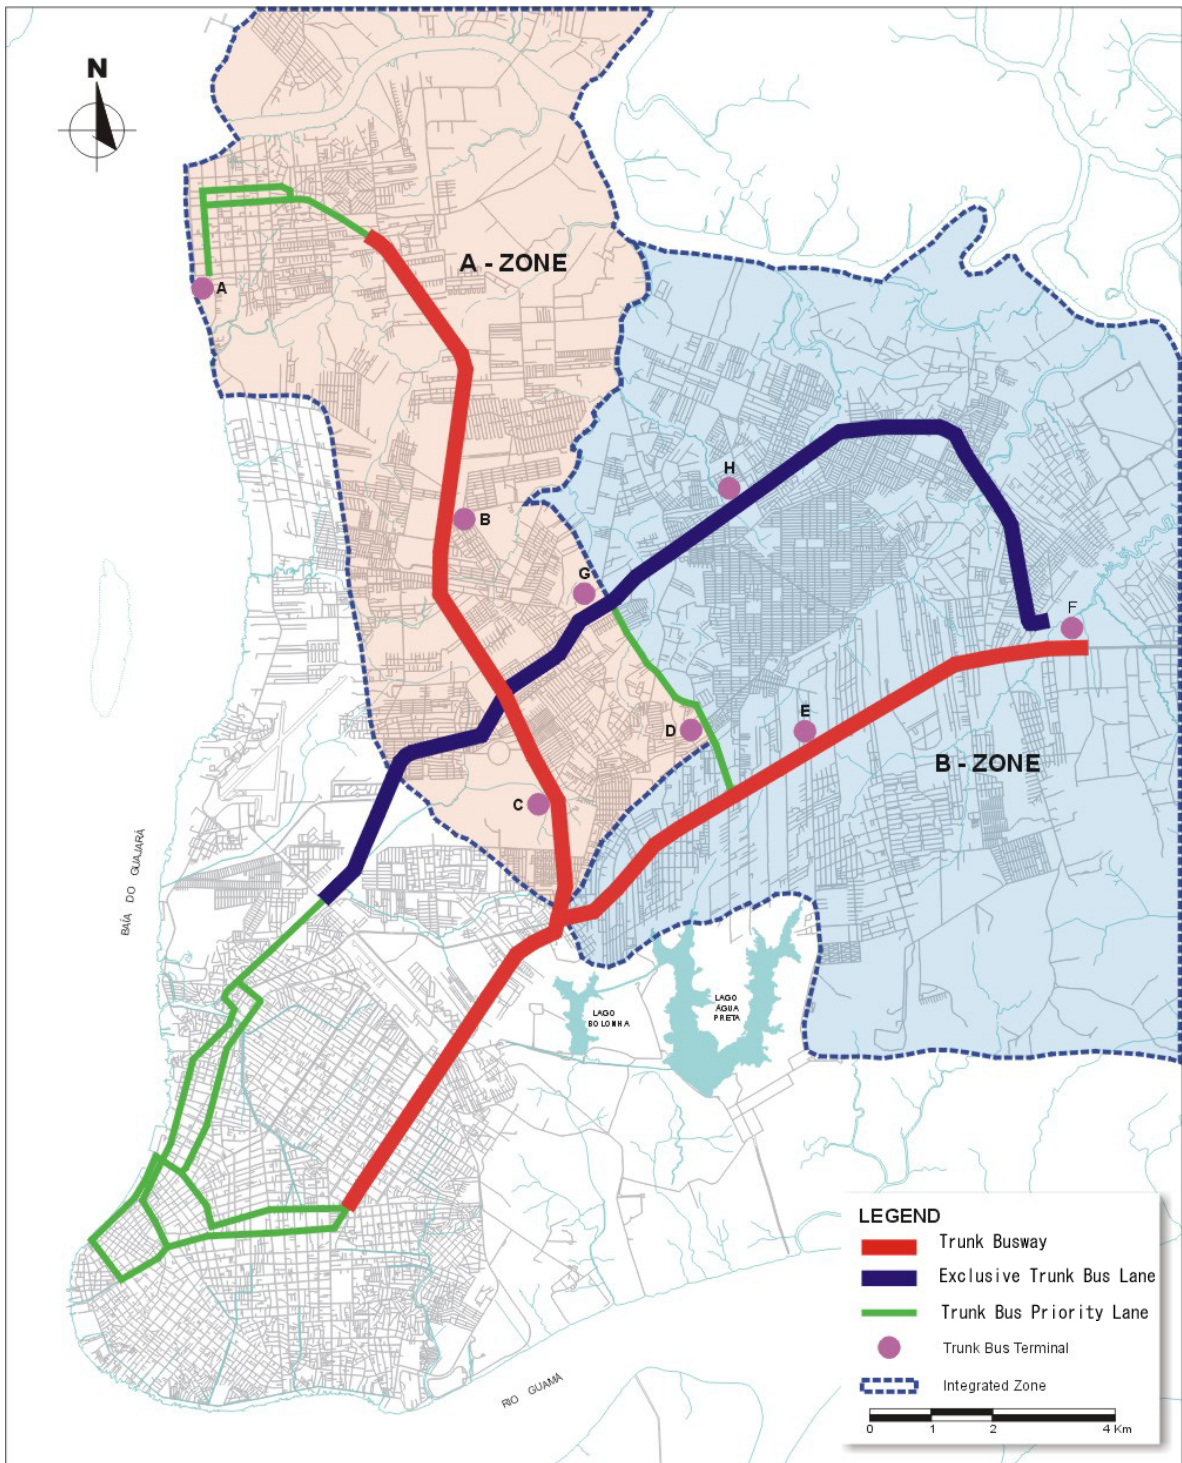 N
A - ZONE
A
H
B
G
F
D
E
B - ZONE
C
BAÍA DO GUAJARÁ
LAGO
ÁGUA
PRETA
LAGO
BOLONHA
RIO GUAMÁ
LEGEND
Trunk Busway
Exclusive Trunk Bus Lane
Trunk Bus Priority Lane
Trunk Bus Terminal
Integrated Zone
0 1 2 4 Km